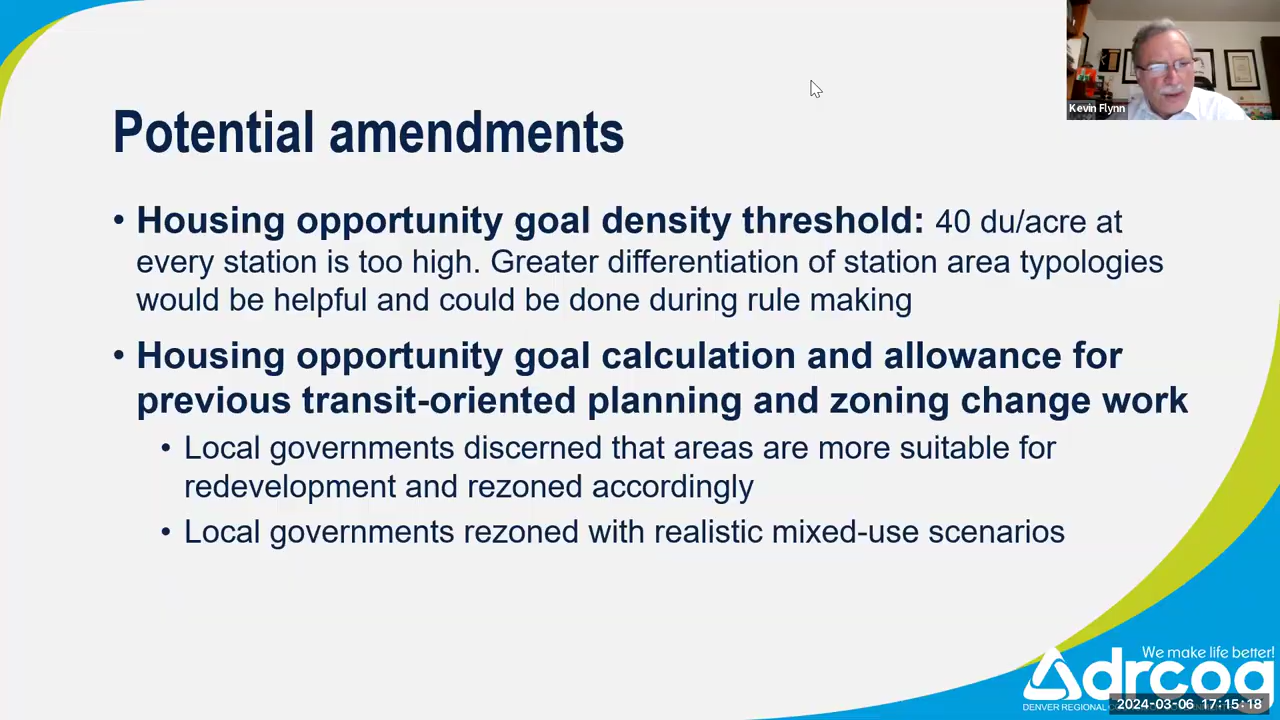 Kevin Flynn
Potential amendments
• Housing opportunity goal density threshold: 40 du/acre at
every station is too high. Greater differentiation of station area typologies
would be helpful and could be done during rule making
• Housing opportunity goal calculation and allowance for
previous transit-oriented planning and zoning change work
• Local governments discerned that areas are more suitable for
redevelopment and rezoned accordingly
• Local governments rezoned with realistic mixed-use scenarios
We make life better!
drcog
DENVER REGIONAL
2024-03-06 17:15:18